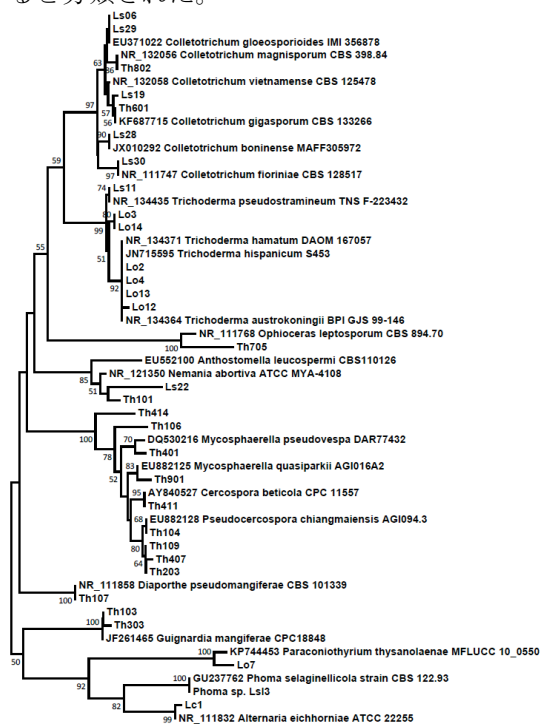 ると分類された。
Ls06
Ls29
EU371022 Colletotrichum gloeosporioides IMI 356878
NR_132056 Colletotrichum magnisporum CBS 398.84
63
86
Th802
NR_132058 Colletotrichum vietnamense CBS 125478
Ls19
97
57
Th601
56
KF687715 Colletotrichum gigasporum CBS 133266
Ls28
90
JX010292 Colletotrichum boninense MAFF305972
Ls30
59
97
NR_111747 Colletotrichum fioriniae CBS 128517
74
Ls11
NR_134435 Trichoderma pseudostramineum TNS F-223432
80
Lo3
99
Lo14
NR_134371 Trichoderma hamatum DAOM 167057
55
51
JN715595 Trichoderma hispanicum S453
Lo2
Lo4
92
Lo13
Lo12
NR_134364 Trichoderma austrokoningii BPI GJS 99-146
NR_111768 Ophioceras leptosporum CBS 894.70
100
Th705
EU552100 Anthostomella leucospermi CBS110126
NR_121350 Nemania abortiva ATCC MYA-4108
85
Ls22
51
Th101
Th414
100
Th106
70
DQ530216 Mycosphaerella pseudovespa DAR77432
78
Th401
83
EU882125 Mycosphaerella quasiparkii AGI016A2
52
Th901
95
AY840527 Cercospora beticola CPC 11557
Th411
68
EU882128 Pseudocercospora chiangmaiensis AGI094.3
Th104
80
Th109
64
Th407
Th203
NR_111858 Diaporthe pseudomangiferae CBS 101339
100
Th107
Th103
Th303
100
JF261465 Guignardia mangiferae CPC18848
50
100
KP744453 Paraconiothyrium thysanolaenae MFLUCC 10_0550
Lo7
92
GU237762 Phoma selaginellicola strain CBS 122.93
100
Phoma sp. LsI3
82
Lc1
99
NR_111832 Alternaria eichhorniae ATCC 22255